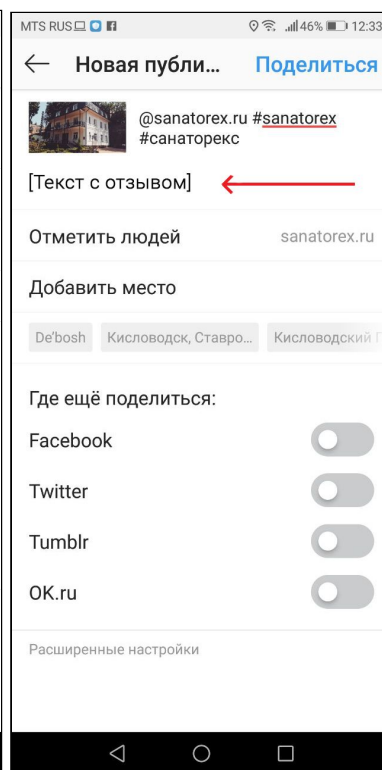 MTS RUS 46% 12:33
Новая публи... Поделиться
@sanatorex.ru #sanatorex
#санаторекс
[Текст с отзывом]
Отметить людей sanatorex.ru
Добавить место
De'bosh Кисловодск, Ставро... Кисловодский
Где ещё поделиться:
Facebook
Twitter
Tumblr
OK.ru
Расширенные настройки